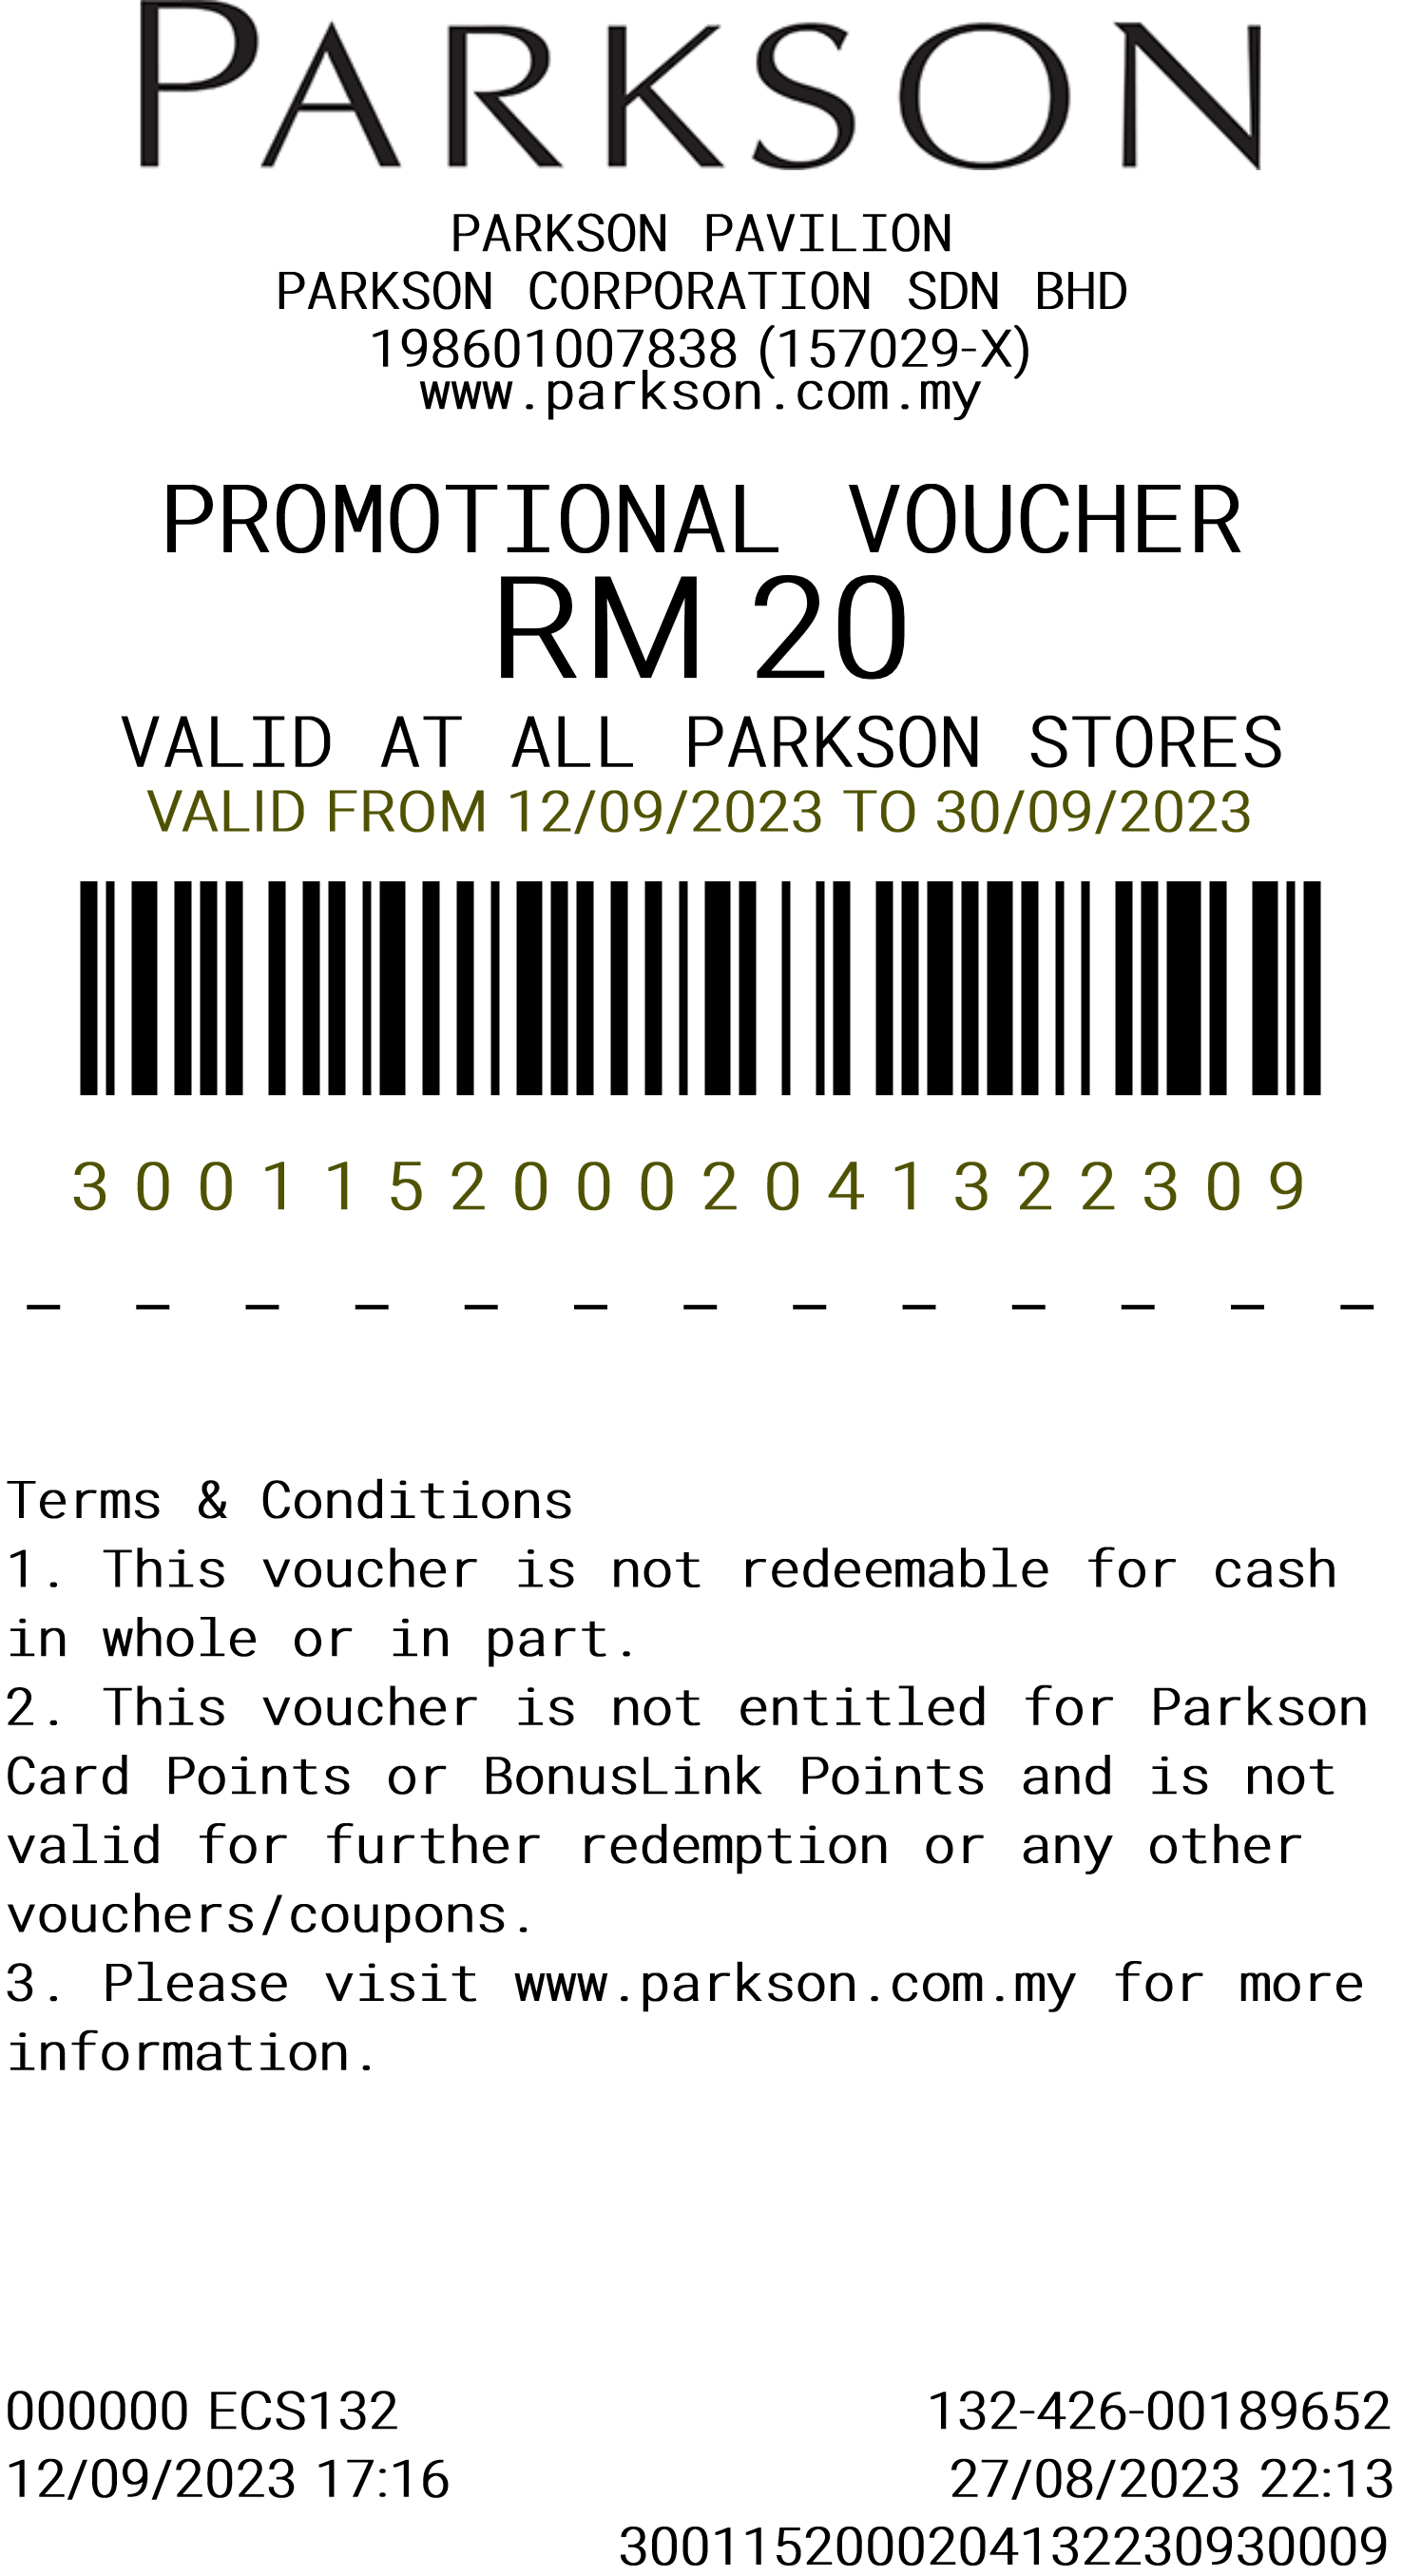 PARKSON
PARKSON PAVILION
PARKSON CORPORATION SDN BHD
198601007838 (157029-X)
www.parkson.com.my
PROMOTIONAL VOUCHER
RM 20
VALID AT ALL PARKSON STORES
VALID FROM 12/09/2023 TO 30/09/2023
3 0 0 1 1 5 2 0 0 0 2 0 4 1 3 2 2 3 0 9
- - - - - - - - - - - - -
Terms & Conditions
1. This voucher is not redeemable for cash
in whole or in part.
2. This voucher is not entitled for Parkson
Card Points or BonusLink Points and is not
valid for further redemption or any other
vouchers/coupons.
3. Please visit www.parkson.com.my for more
information.
000000 ECS132 132-426-00189652
12/09/2023 17:16 27/08/2023 22:13
3001152000204132230930009